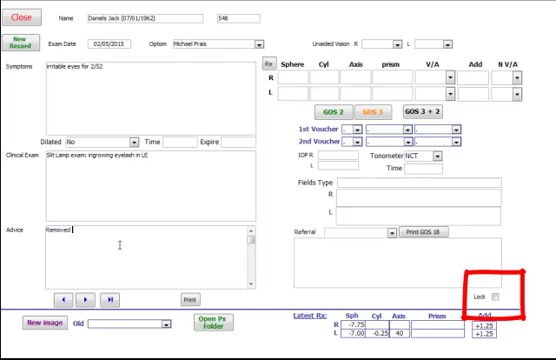 Close Name Daniels Jack (07/01/1962) 548
New Record Exam Date 02/05/2015 Optom Michael Prais Unaided Vision R L
Symptoms irritable eyes for 2/52
Rx Sphere Cyl Axis prism V/A Add N V/A
R
L
GOS 2 GOS 3 GOS 3 + 2
1st Voucher . . .
Dilated No Time Expire
2nd Voucher . . .
Clinical Exam Slit Lamp exam: ingrowing eyelash in LE
IOP R Tonometer NCT
L Time
Fields Type
R
L
Advice Removed
Referral Print GOS 18
Print
Lock
New image Old Open Px Folder
Latest Rx: Sph Cyl Axis Prism Add
R -7.75 +1.25
L -7.00 -0.25 40 +1.25